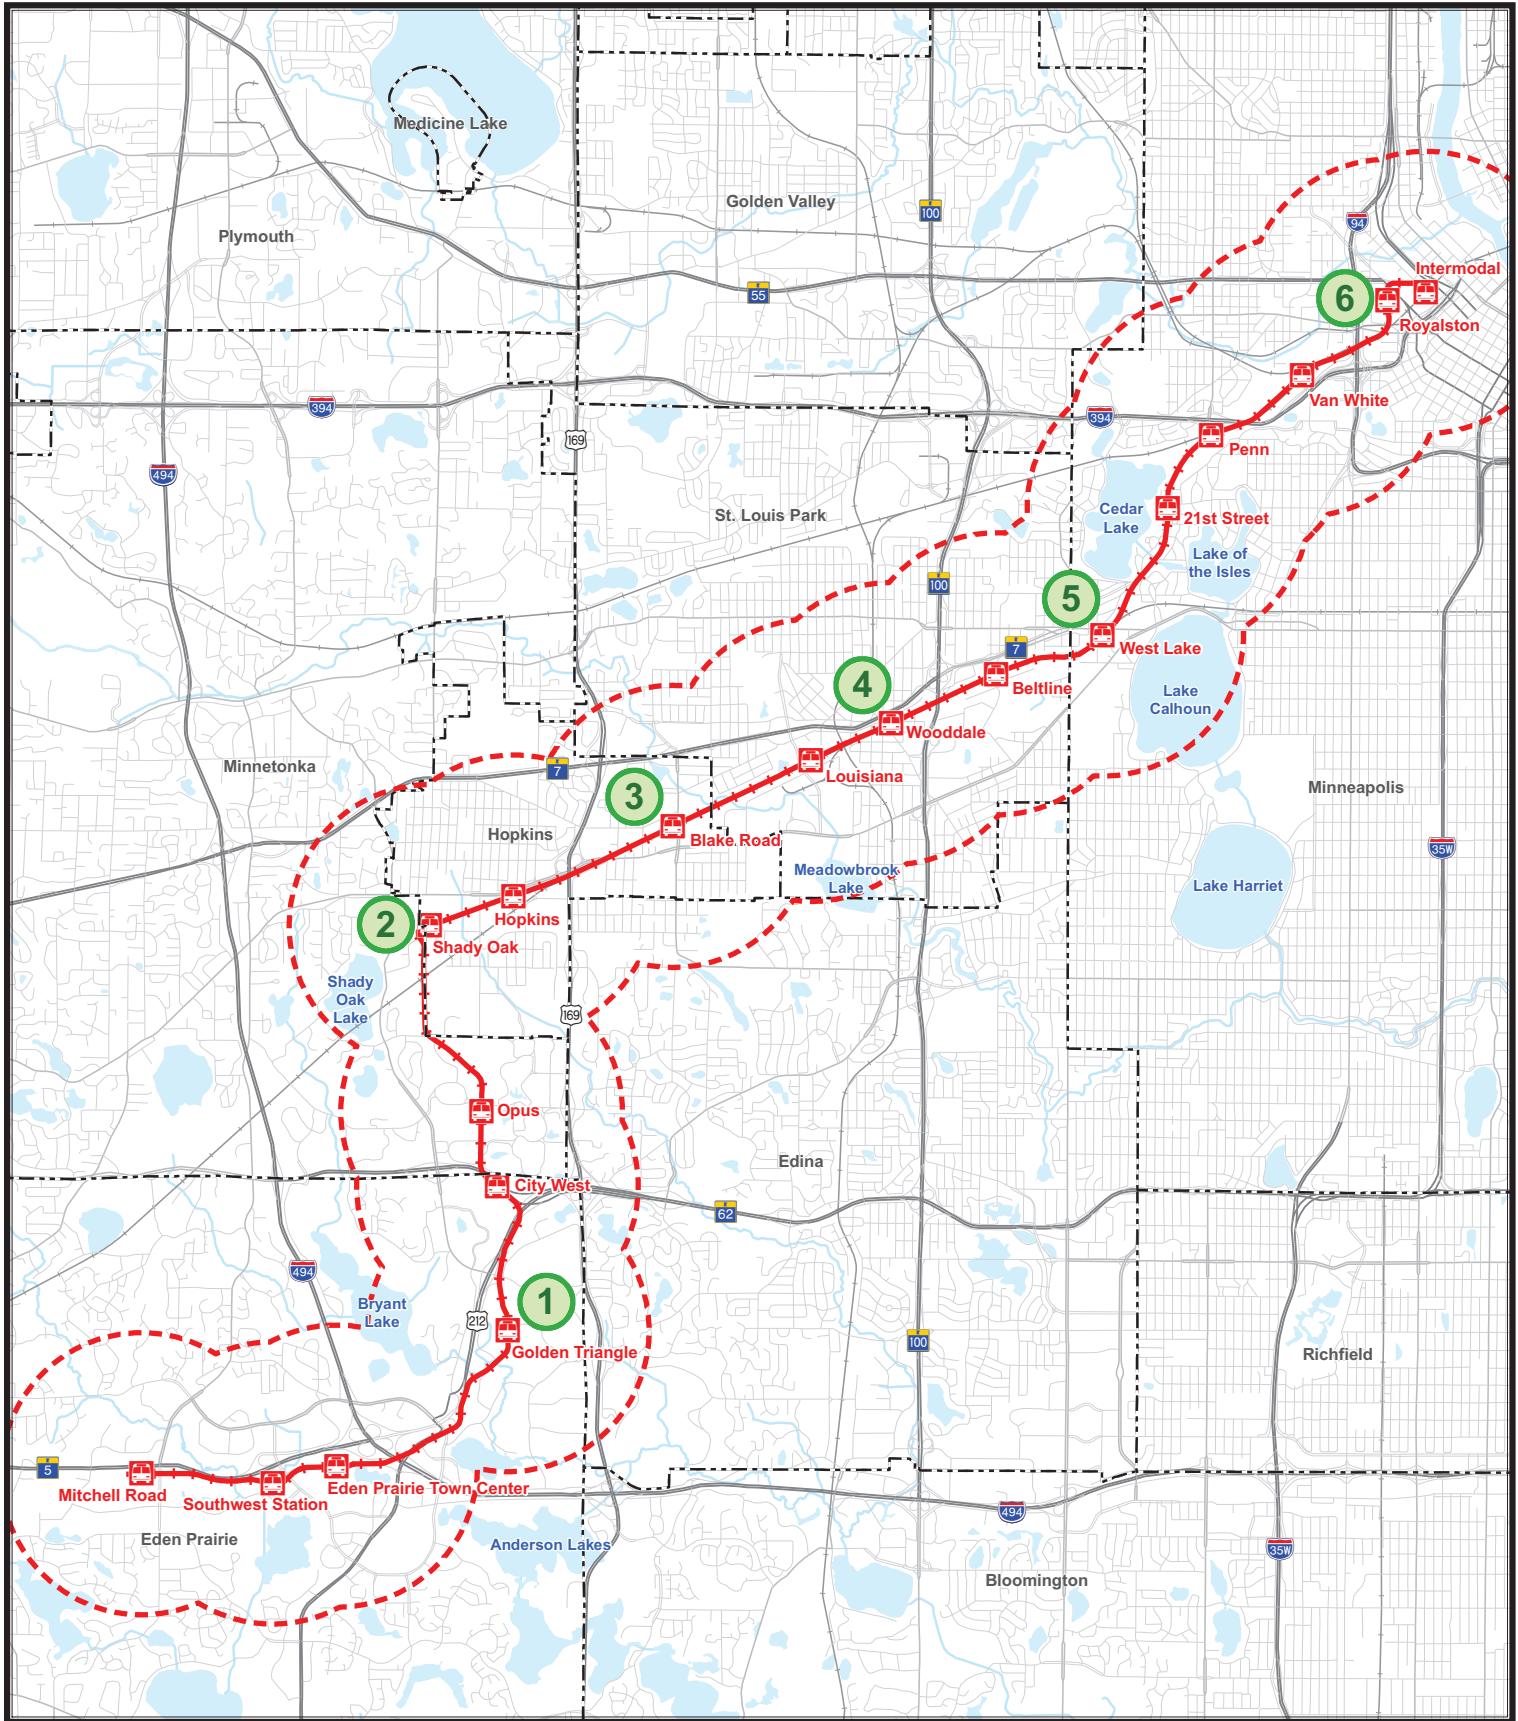 Medicine Lake
Golden Valley
100
94
Plymouth
Intermodal
55
6
Royalston
394
Van White
394
169
Penn
494
St. Louis Park
Cedar
Lake
21st Street
Lake of
the Isles
100
5
7
West Lake
4
Beltline
Lake
Calhoun
Wooddale
Minnetonka
7
Louisiana
Minneapolis
3
Hopkins
Blake Road
35W
Meadowbrook
Lake
Lake Harriet
2
Hopkins
Shady Oak
Shady
Oak
Lake
169
Opus
Edina
City West
62
494
1
Bryant
Lake
212
100
Golden Triangle
Richfield
5
Mitchell Road
Southwest Station
Eden Prairie Town Center
494
Eden Prairie
Anderson Lakes
35W
Bloomington